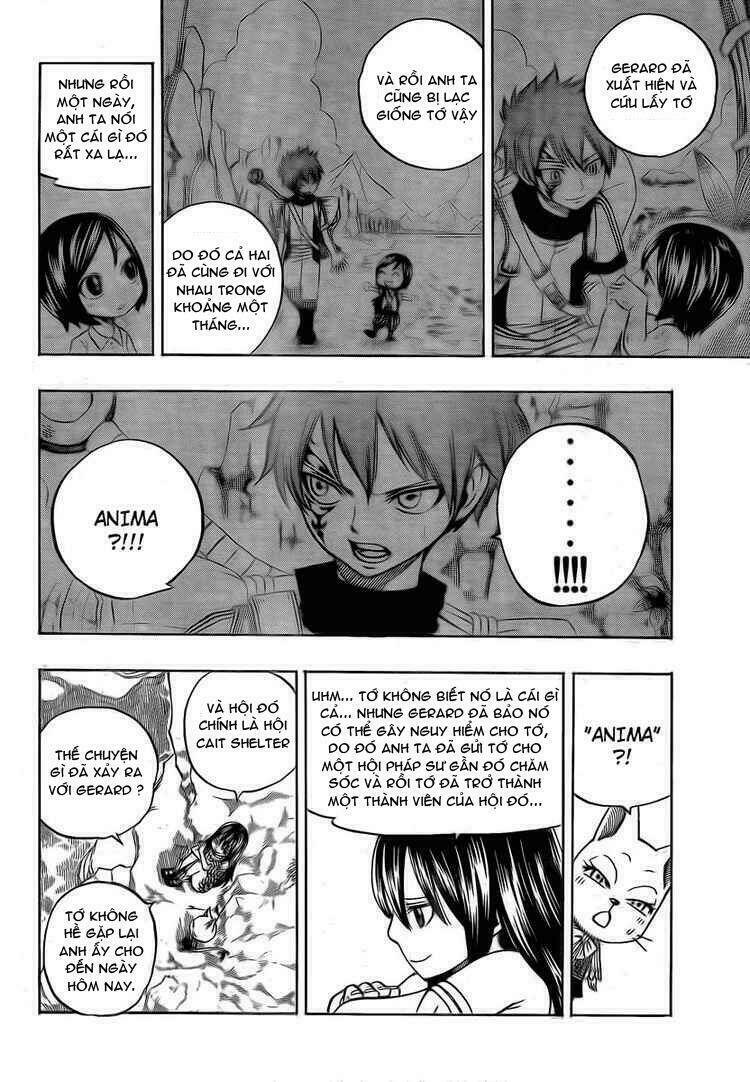 GERARD ĐÃ
XUẤT HIỆN VÀ
CỨU LẤY TỚ
VÀ RỒI ANH TA
CŨNG BỊ LẠC
GIỐNG TỚ VẬY
DO ĐÓ CẢ HAI
ĐÃ CÙNG ĐI VỚI
NHAU TRONG
KHOẢNG MỘT
THÁNG...
NHƯNG RỒI
MỘT NGÀY,
ANH TA NÓI
MỘT CÁI GÌ ĐÓ
RẤT XA LẠ...
......!!!!
ANIMA
?!!!
"ANIMA"
?!
UHM... TỚ KHÔNG BIẾT NÓ LÀ CÁI GÌ
CẢ... NHƯNG GERARD ĐÃ BẢO NÓ
CÓ THỂ GÂY NGUY HIỂM CHO TỚ,
DO ĐÓ ANH TA ĐÃ GỬI TỚ CHO
MỘT HỘI PHÁP SƯ GẦN ĐÓ CHĂM
SÓC VÀ RỒI TỚ ĐÃ TRỞ THÀNH
MỘT THÀNH VIÊN CỦA HỘI ĐÓ...
VÀ HỘI ĐÓ
CHÍNH LÀ HỘI
CAIT SHELTER
THẾ CHUYỆN
GÌ ĐÃ XẢY RA
VỚI GERARD ?
TỚ KHÔNG
HỀ GẶP LẠI
ANH ẤY CHO
ĐẾN NGÀY
HÔM NAY.